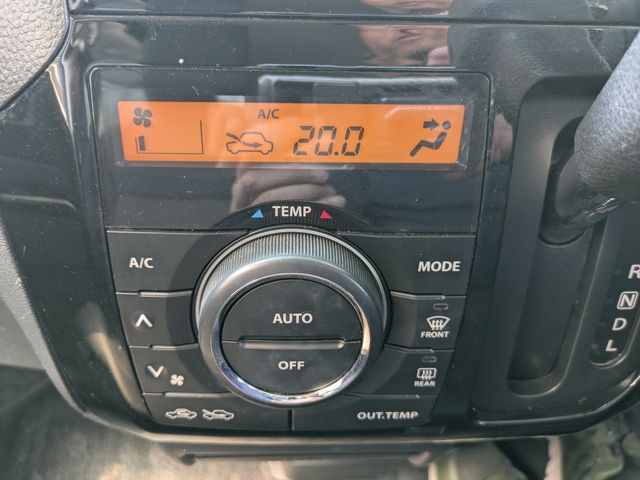 A/C
20.0
TEMP
A/C
MODE
AUTO
FRONT
OFF
REAR
OUT.TEMP
R
N
D
L